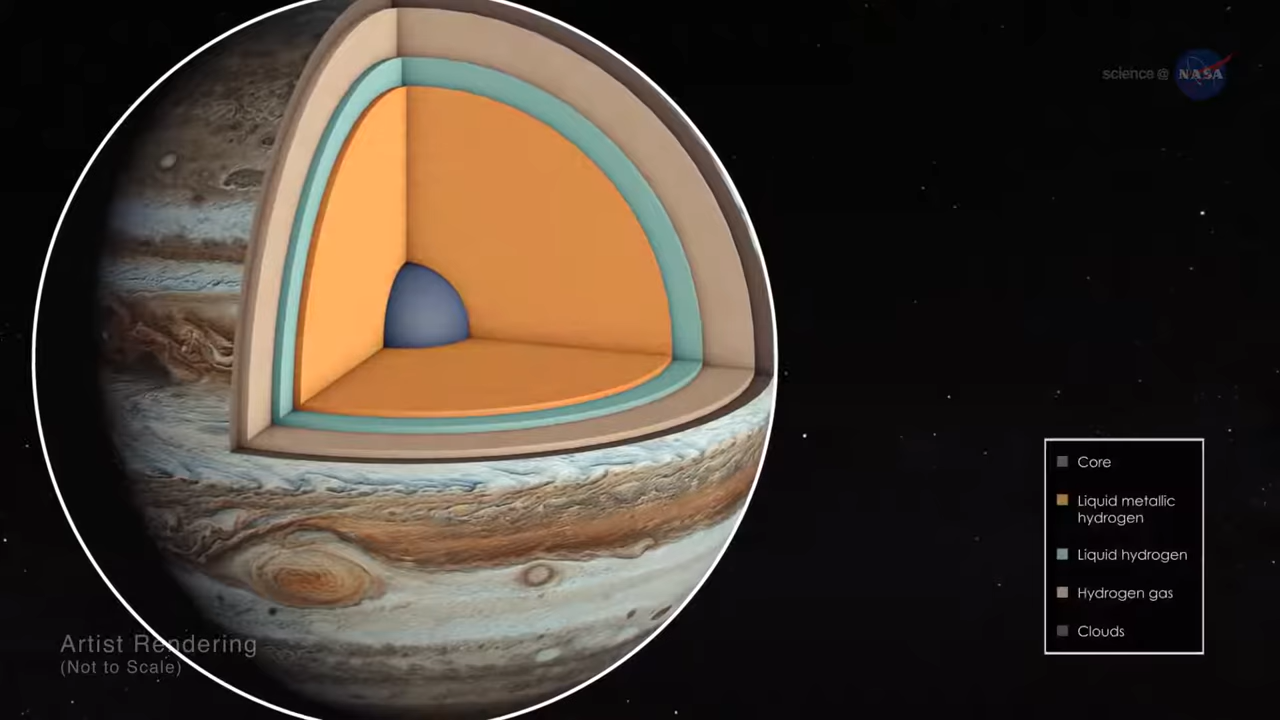 science@ NASA
Core
Liquid metallic
hydrogen
Liquid hydrogen
Hydrogen gas
Clouds
Artist Rendering
(Not to Scale)